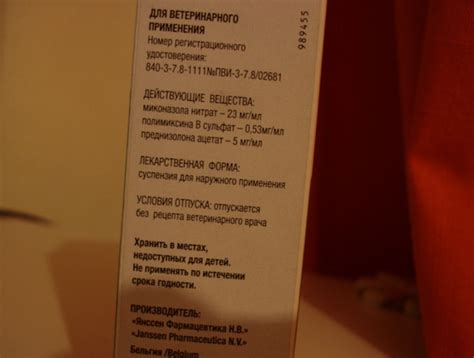 ДЛЯ ВЕТЕРИНАРНОГО
ПРИМЕНЕНИЯ
Номер регистрационного
удостоверения:
840-3-7.8-1111№ПВИ-3-7.8/02681
ДЕЙСТВУЮЩИЕ ВЕЩЕСТВА:
миконазола нитрат – 23 мг/мл
полимиксина В сульфат – 0,53мг/мл
преднизолона ацетат – 5 мг/мл
ЛЕКАРСТВЕННАЯ ФОРМА:
суспензия для наружного применения
УСЛОВИЯ ОТПУСКА: отпускается
без рецепта ветеринарного врача
Хранить в местах,
недоступных для детей.
Не применять по истечении
срока годности.
ПРОИЗВОДИТЕЛЬ:
«Янссен Фармацевтика Н.В.»
«Janssen Pharmaceutica N.V.»
Бельгия /Belgium
989455